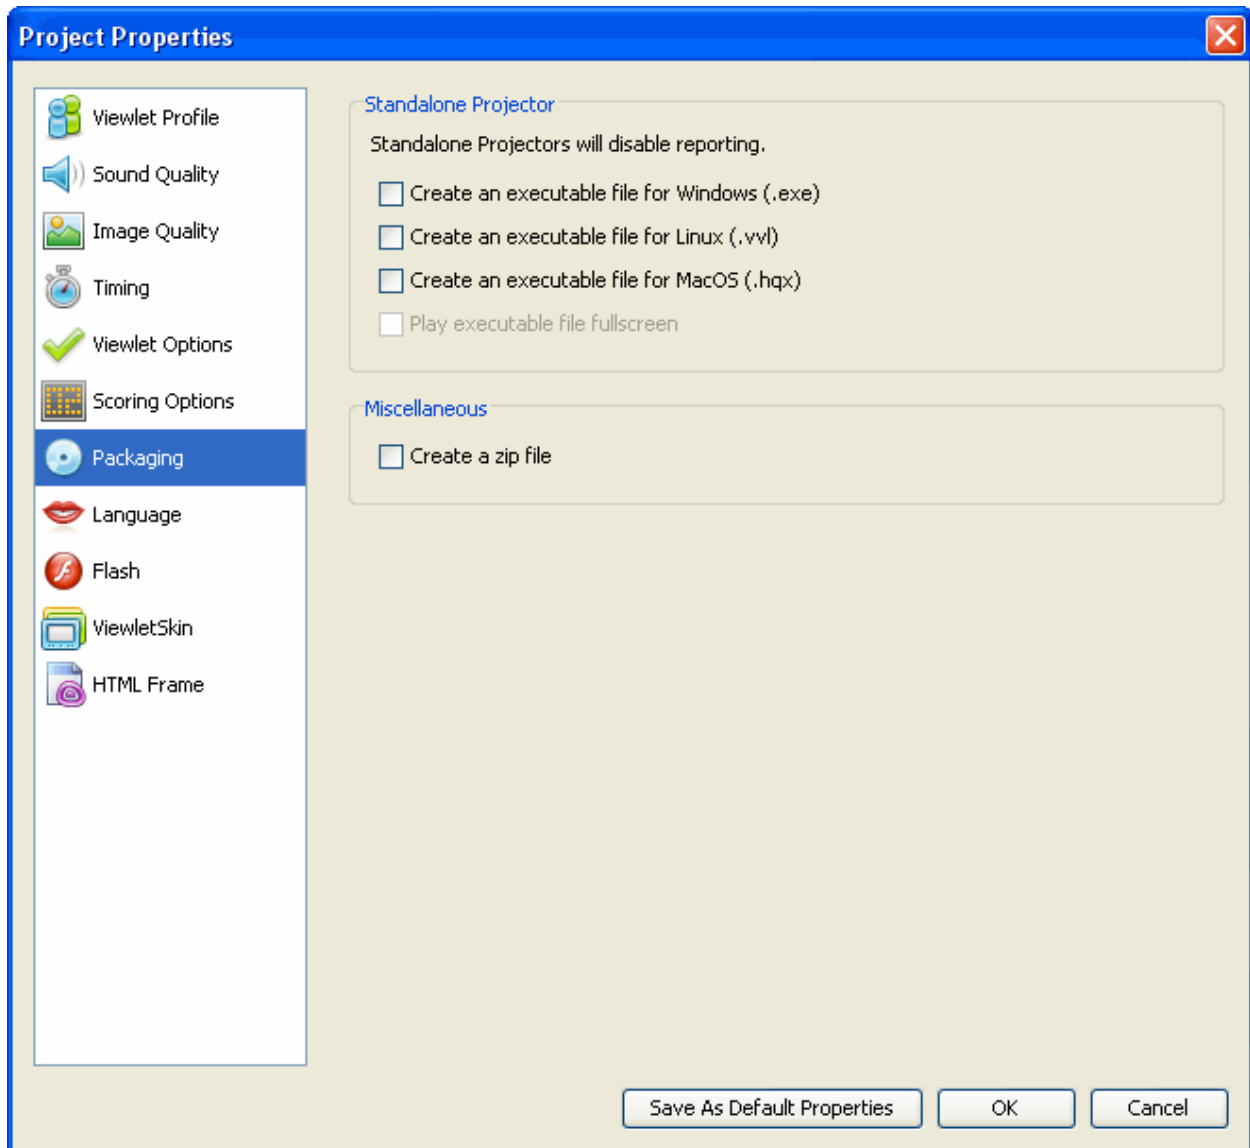 Project Properties
Viewlet Profile
Sound Quality
Image Quality
Timing
Viewlet Options
Scoring Options
Packaging
Language
Flash
ViewletSkin
HTML Frame
Standalone Projector
Standalone Projectors will disable reporting.
Create an executable file for Windows (.exe)
Create an executable file for Linux (.vvl)
Create an executable file for MacOS (.hqx)
Play executable file fullscreen
Miscellaneous
Create a zip file
Save As Default Properties
OK
Cancel